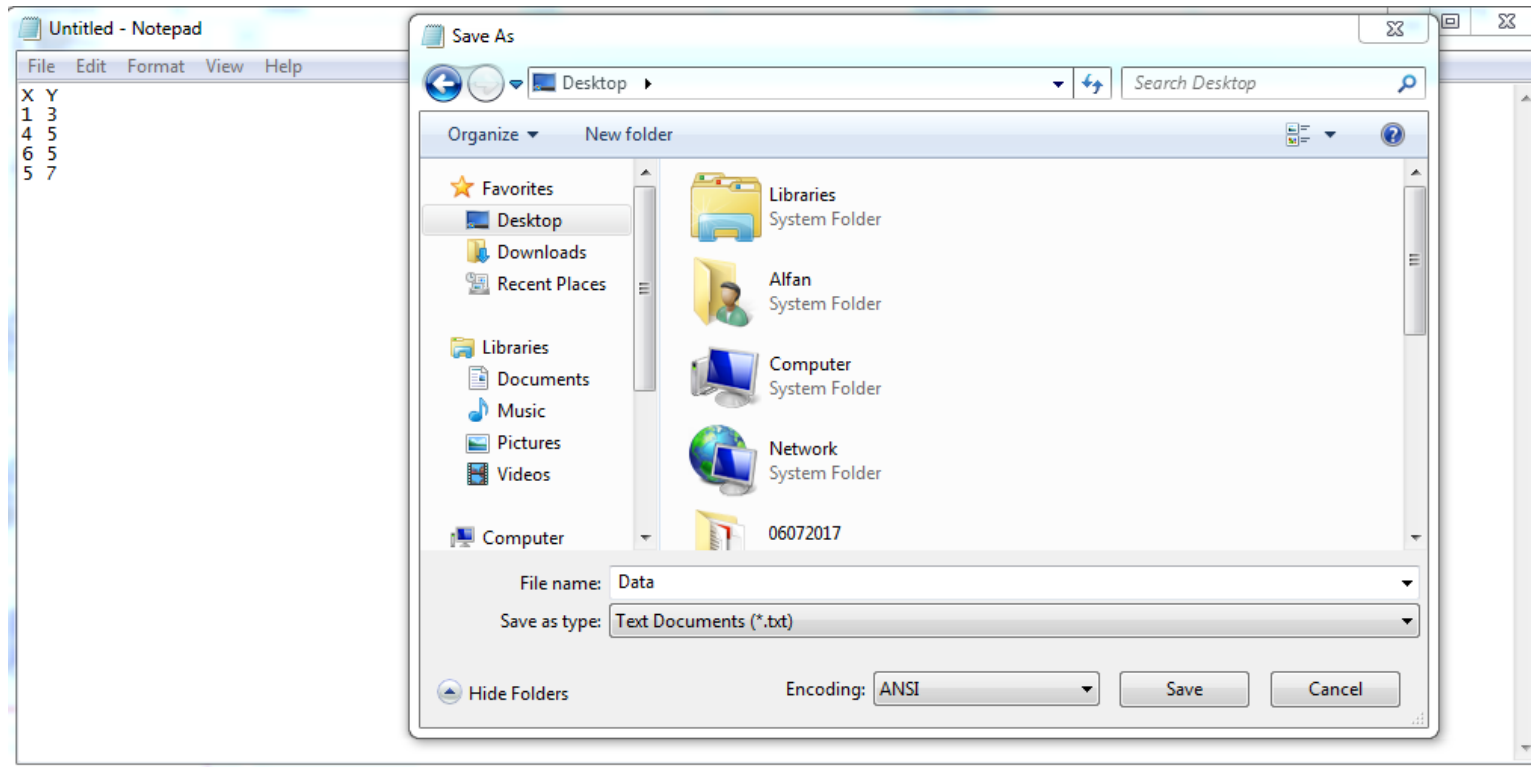 Untitled - Notepad
File Edit Format View Help
X Y
1 3
4 5
6 5
5 7
Save As
Desktop
Search Desktop
Organize New folder
Favorites
Desktop
Downloads
Recent Places
Libraries
Documents
Music
Pictures
Videos
Computer
Libraries
System Folder
Alfan
System Folder
Computer
System Folder
Network
System Folder
06072017
File name: Data
Save as type: Text Documents (*.txt)
Hide Folders
Encoding: ANSI
Save
Cancel